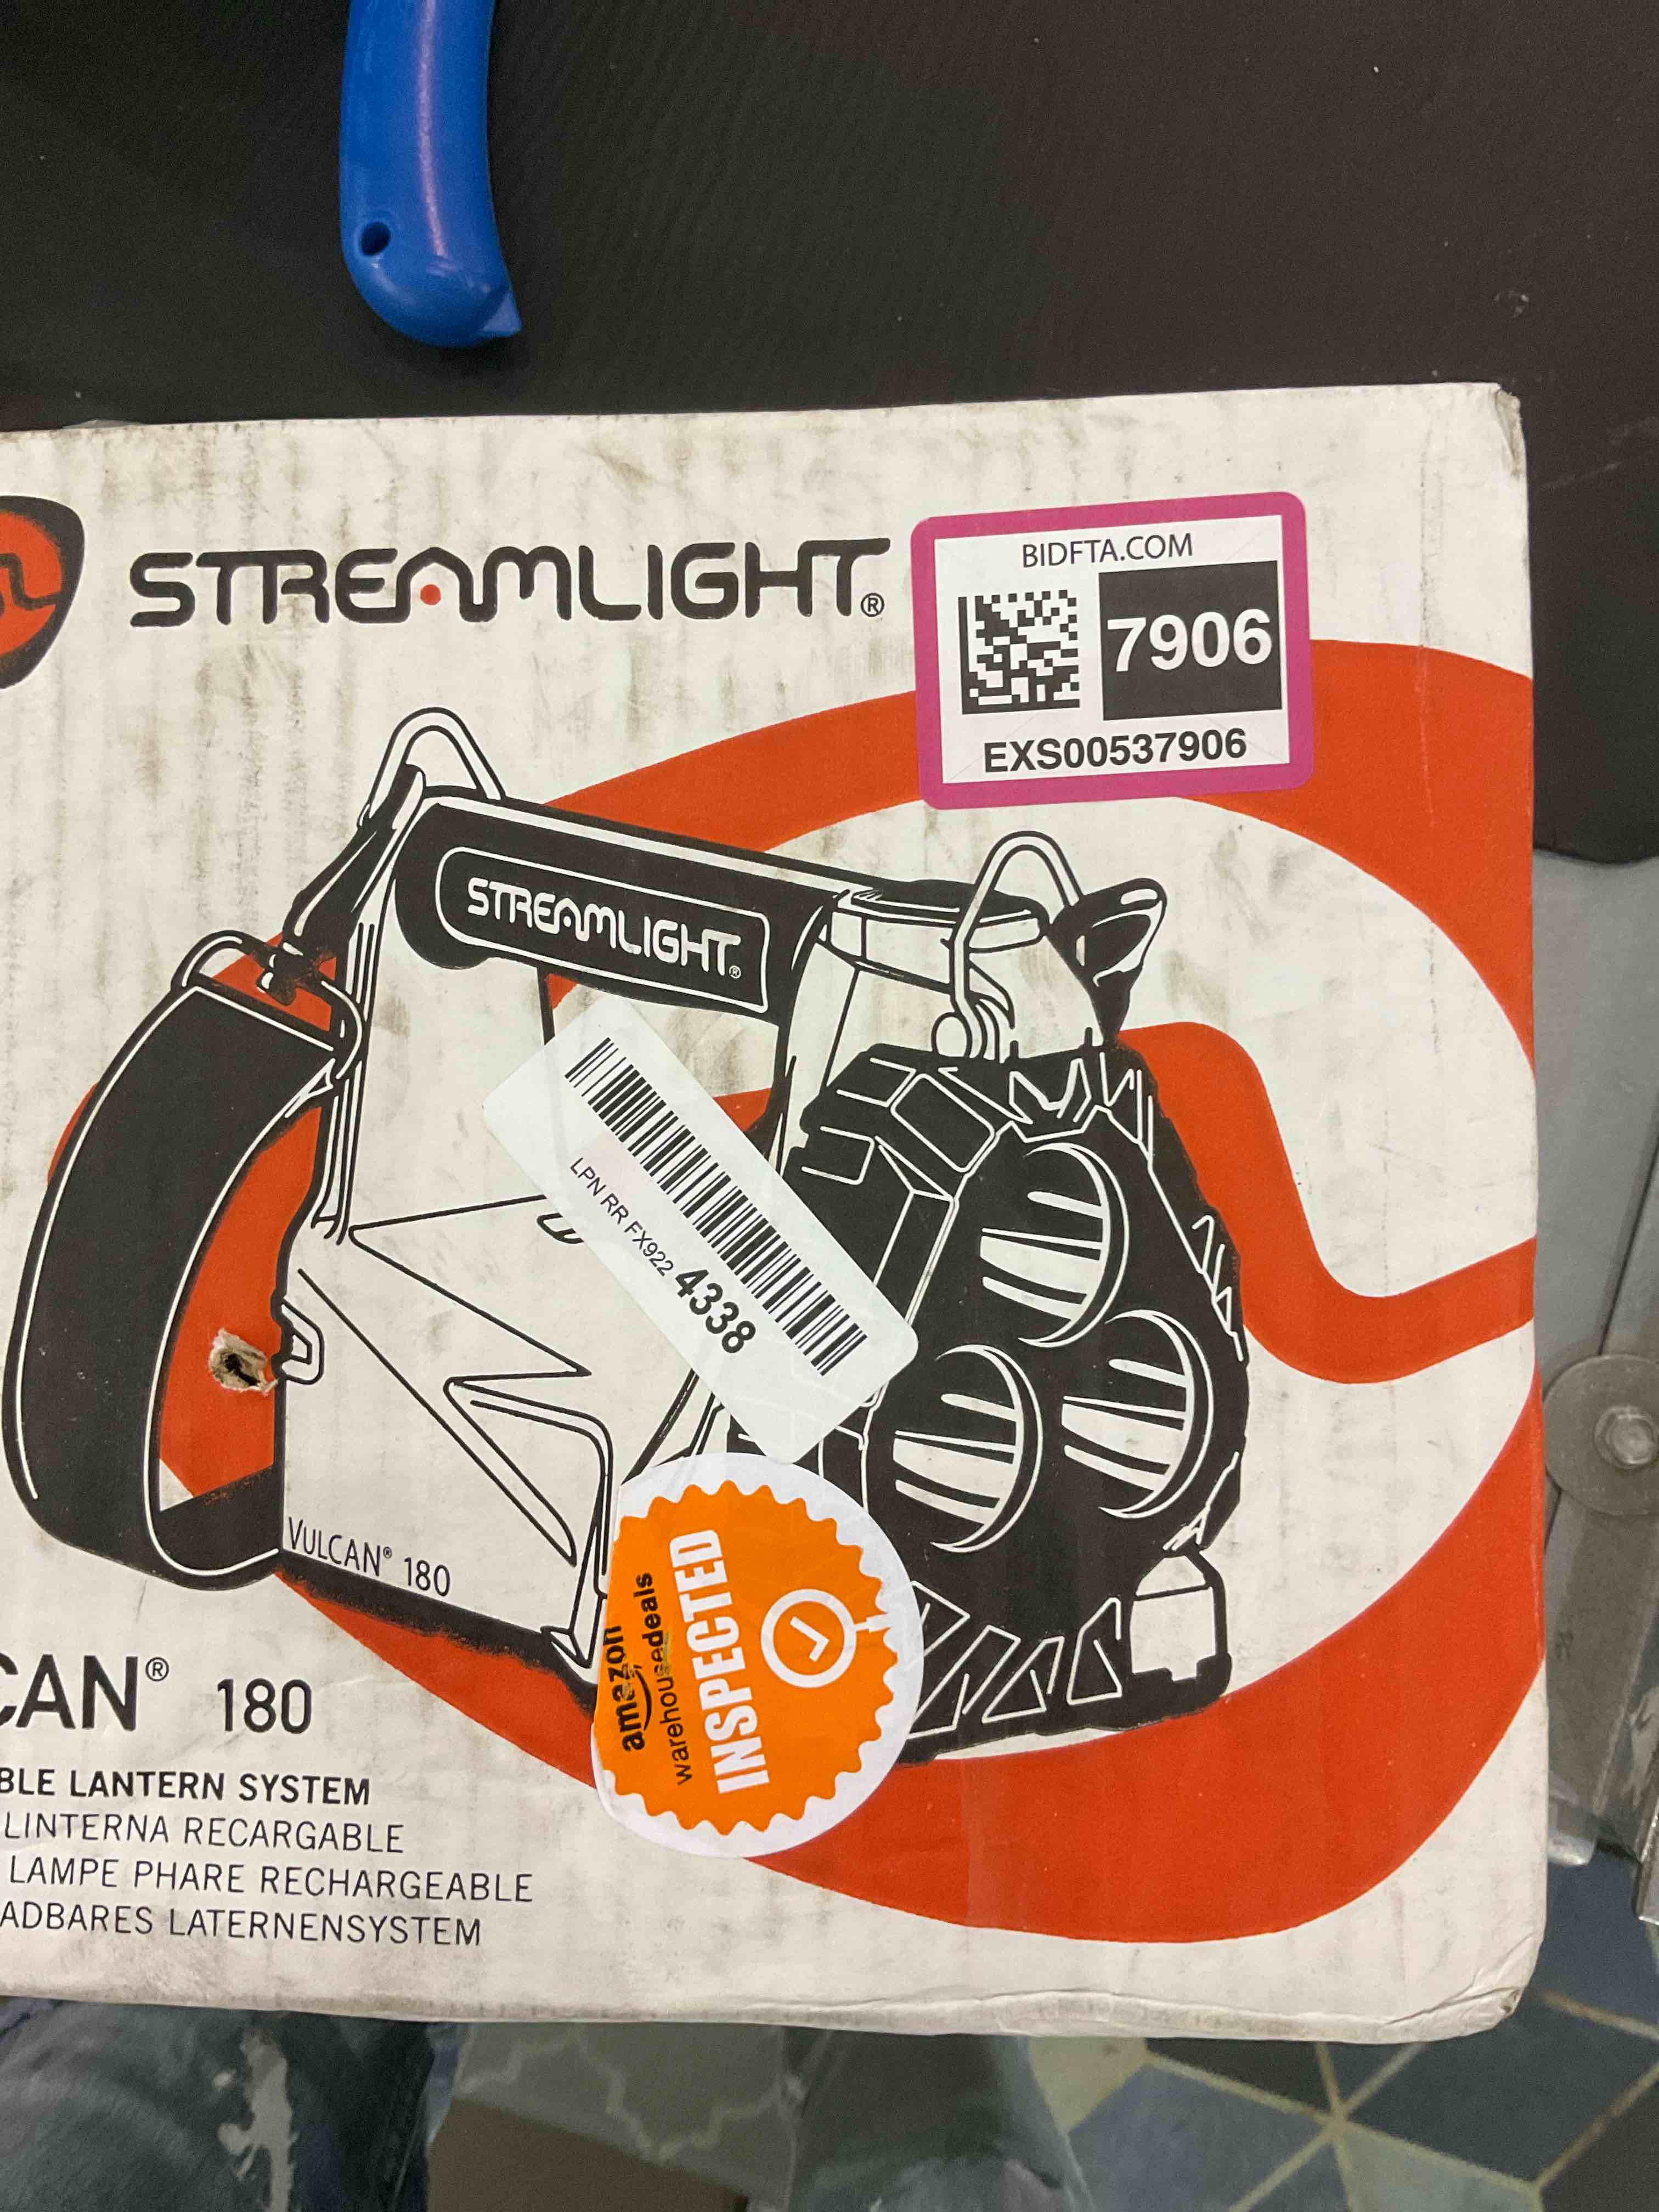 STREAMLIGHT®
BIDFTA.COM
7906
EXS00537906
STREAMLIGHT®
LPN RR FX922 4338
VULCAN® 180
amazon
warehousedeals
INSPECTED
CAN® 180
BLE LANTERN SYSTEM
LINTERNA RECARGABLE
LAMPE PHARE RECHARGEABLE
ADBARES LATERNENSYSTEM